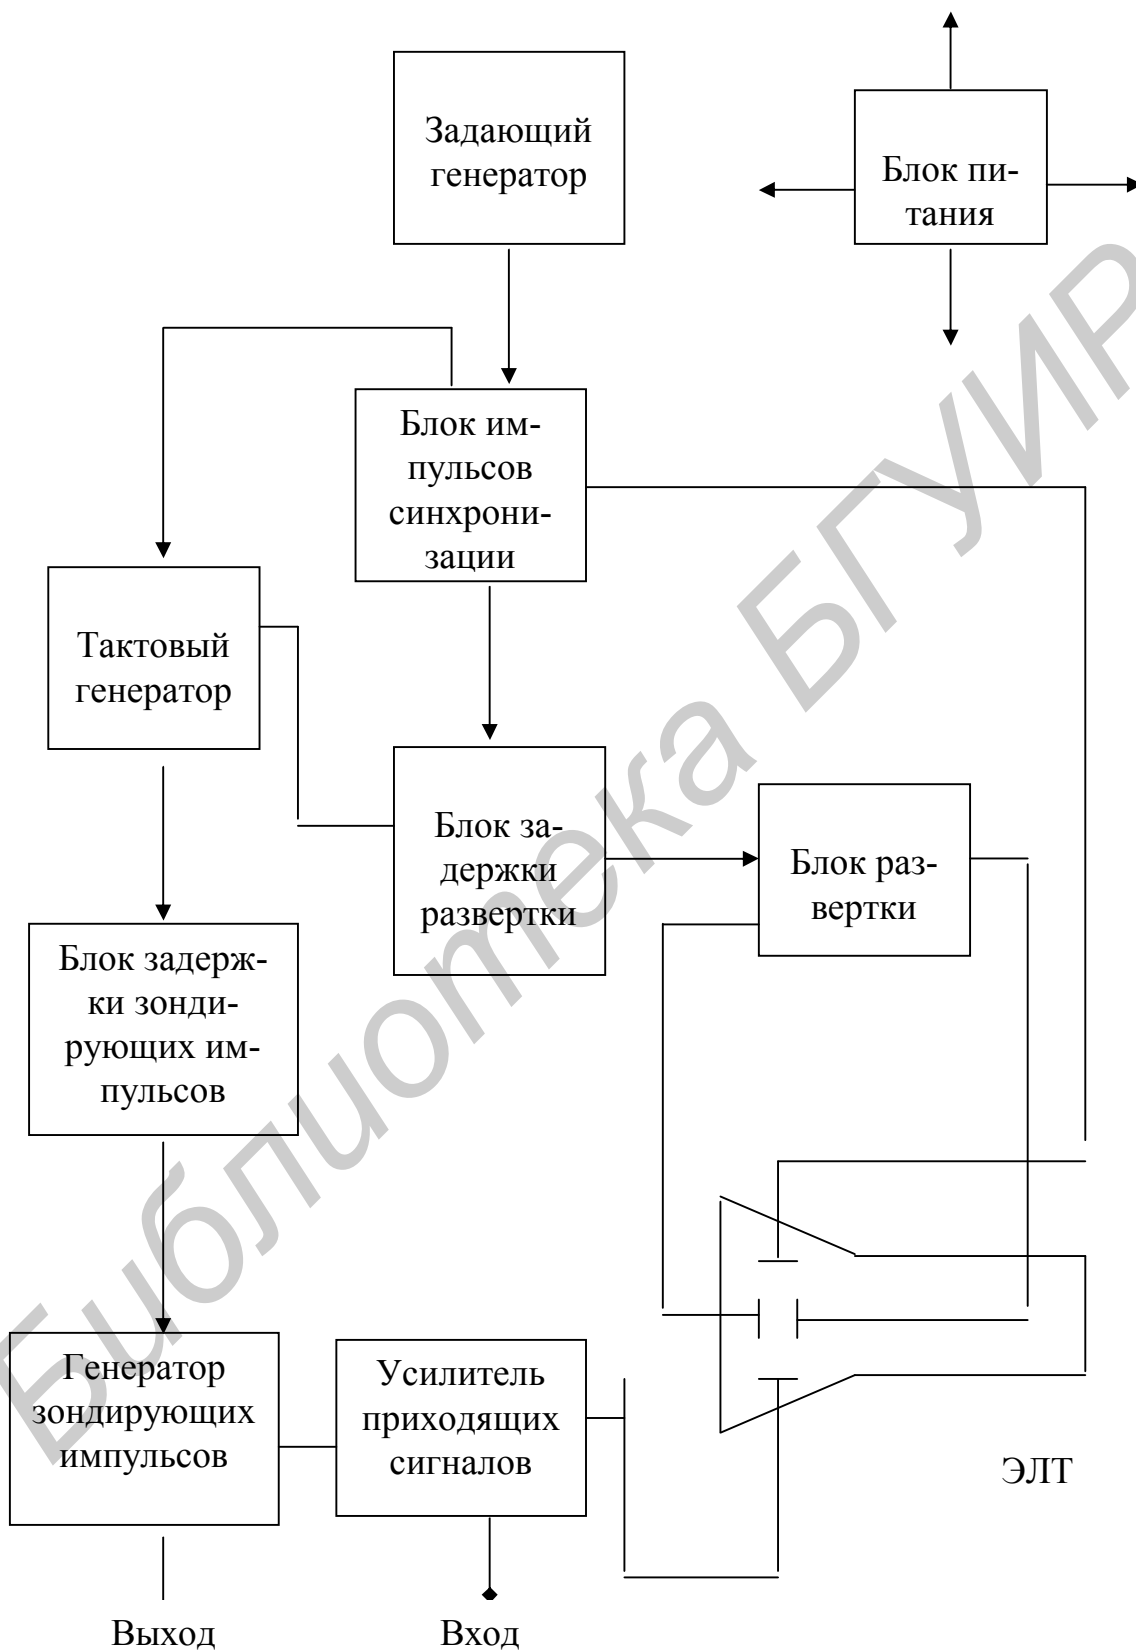 Задающий
генератор
Блок пи-
тания
Блок им-
пульсов
синхрони-
зации
Тактовый
генератор
Блок за-
держки
развертки
Блок раз-
вертки
Блок задерж-
ки зонди-
рующих им-
пульсов
Генератор
зондирующих
импульсов
Усилитель
приходящих
сигналов
ЭЛТ
Выход
Вход
Библиотека БГУИР